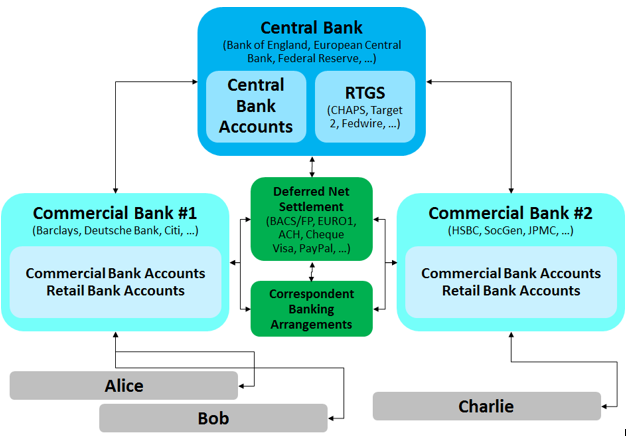 Central Bank
(Bank of England, European Central
Bank, Federal Reserve, ...)
Central
Bank
Accounts
RTGS
(CHAPS, Target
2, Fedwire, ...)
Deferred Net
Settlement
(BACS/FP, EURO1,
ACH, Cheque
Visa, PayPal, ...)
Commercial Bank #1
(Barclays, Deutsche Bank, Citi, ...)
Commercial Bank Accounts
Retail Bank Accounts
Commercial Bank #2
(HSBC, SocGen, JPMC, ...)
Commercial Bank Accounts
Retail Bank Accounts
Correspondent
Banking
Arrangements
Alice
Bob
Charlie